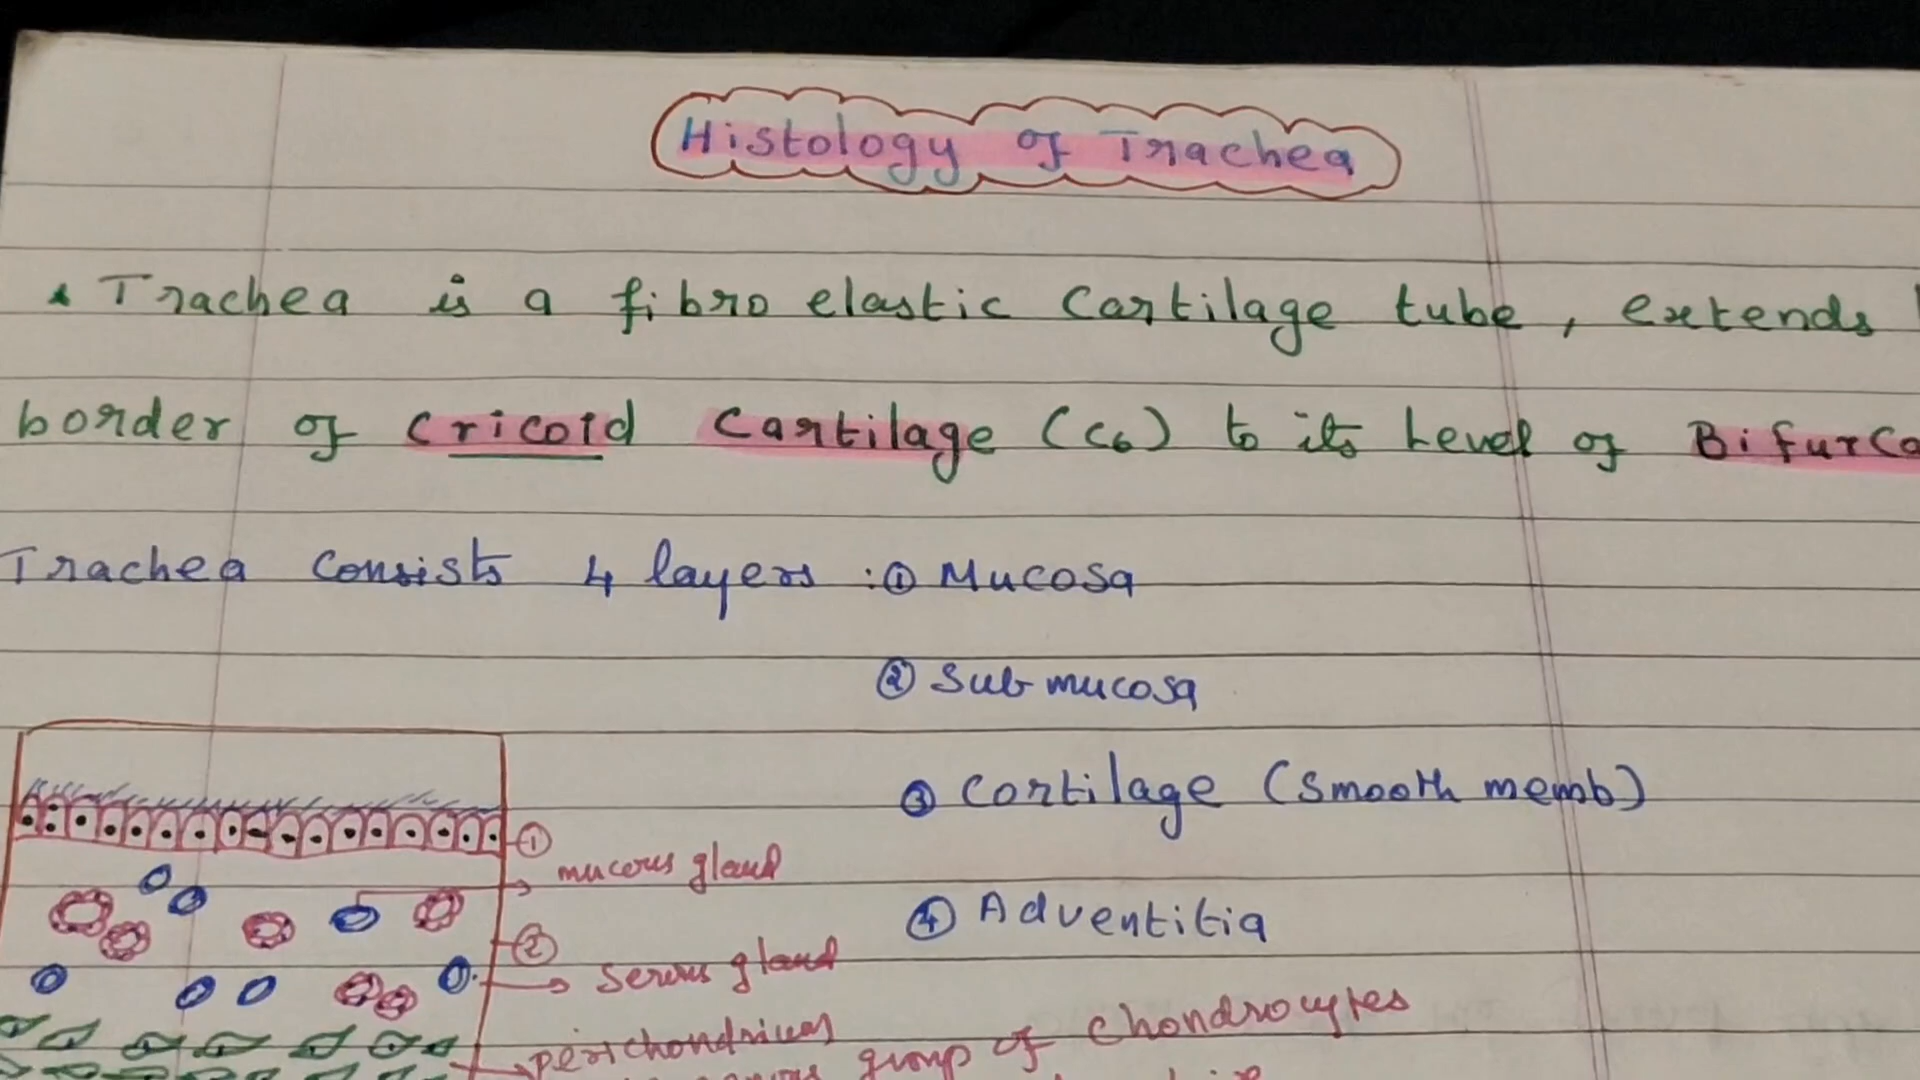 Histology of Trachea
Trachea is a fibro elastic Cartilage tube, extends
border of Cricoid Cartilage (C6) to its Level of
Trachea consists 4 layers : ① Mucosa
② Sub mucosa
③ Cartilage (Smooth memb)
④ Adventitia
①
mucous gland
②
Serous gland
perichondrium
group of Chondrocytes